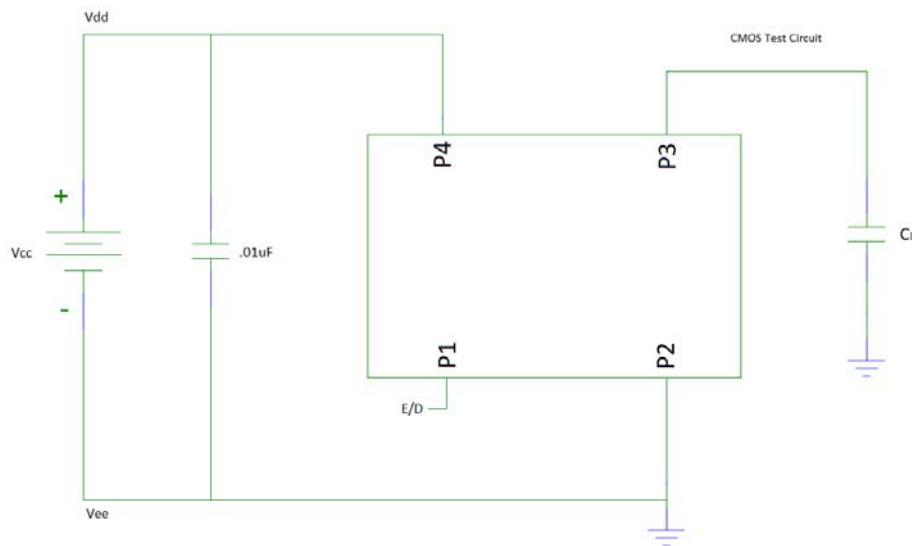 Vdd
CMOS Test Circuit
P4
P3
+
Vcc
.01uF
-
P1
P2
E/D
Vee